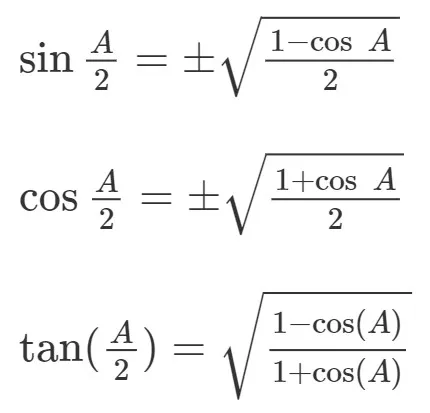 sin A/2 = ±√((1−cos A)/2)
cos A/2 = ±√((1+cos A)/2)
tan(A/2) = √((1−cos(A))/(1+cos(A)))